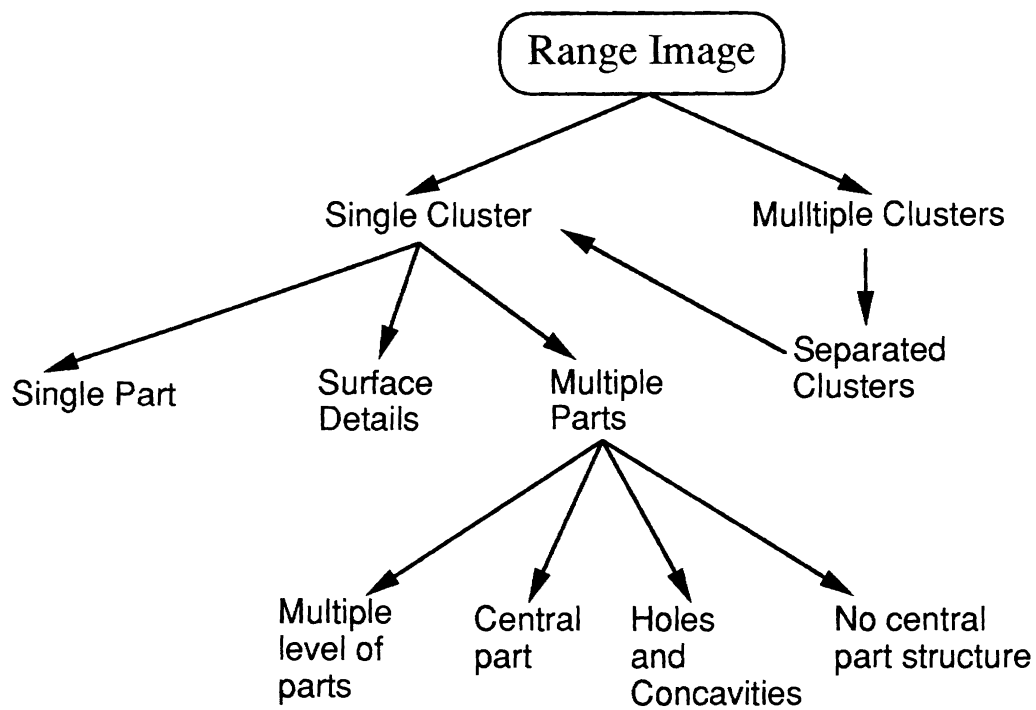 Range Image
Single Cluster
Mulltiple Clusters
Separated
Clusters
Single Part
Surface
Details
Multiple
Parts
Multiple
level of
parts
Central
part
Holes
and
Concavities
No central
part structure